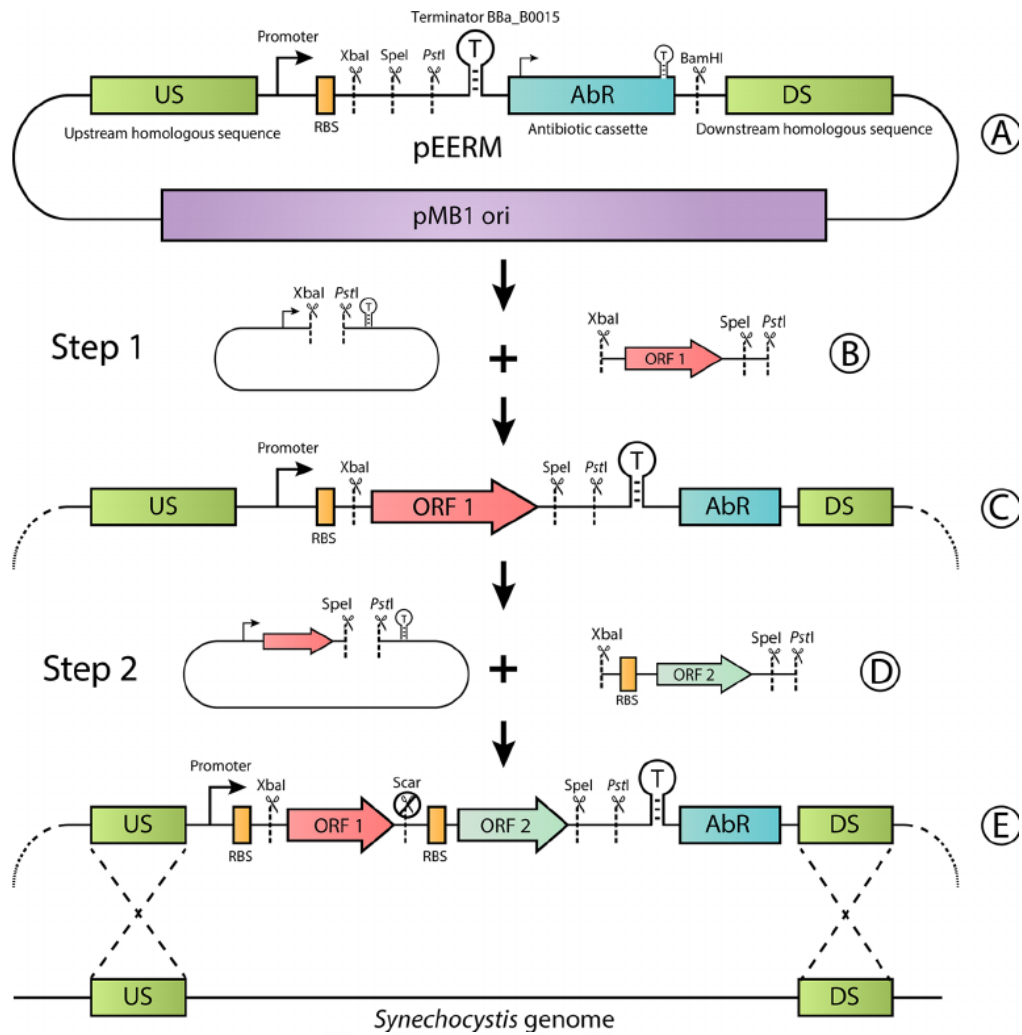 Terminator BBa_B0015
Promoter
XbaI
SpeI
PstI
T
T
BamHI
US
AbR
DS
Upstream homologous sequence
RBS
Antibiotic cassette
Downstream homologous sequence
A
pEERM
pMB1 ori
Step 1
XbaI
PstI
T
+
XbaI
SpeI
PstI
ORF 1
B
Promoter
XbaI
SpeI
PstI
T
US
RBS
ORF 1
AbR
DS
C
Step 2
SpeI
PstI
T
+
XbaI
SpeI
PstI
RBS
ORF 2
D
Promoter
XbaI
Scar
SpeI
PstI
T
US
RBS
ORF 1
RBS
ORF 2
AbR
DS
E
US
DS
Synechocystis genome